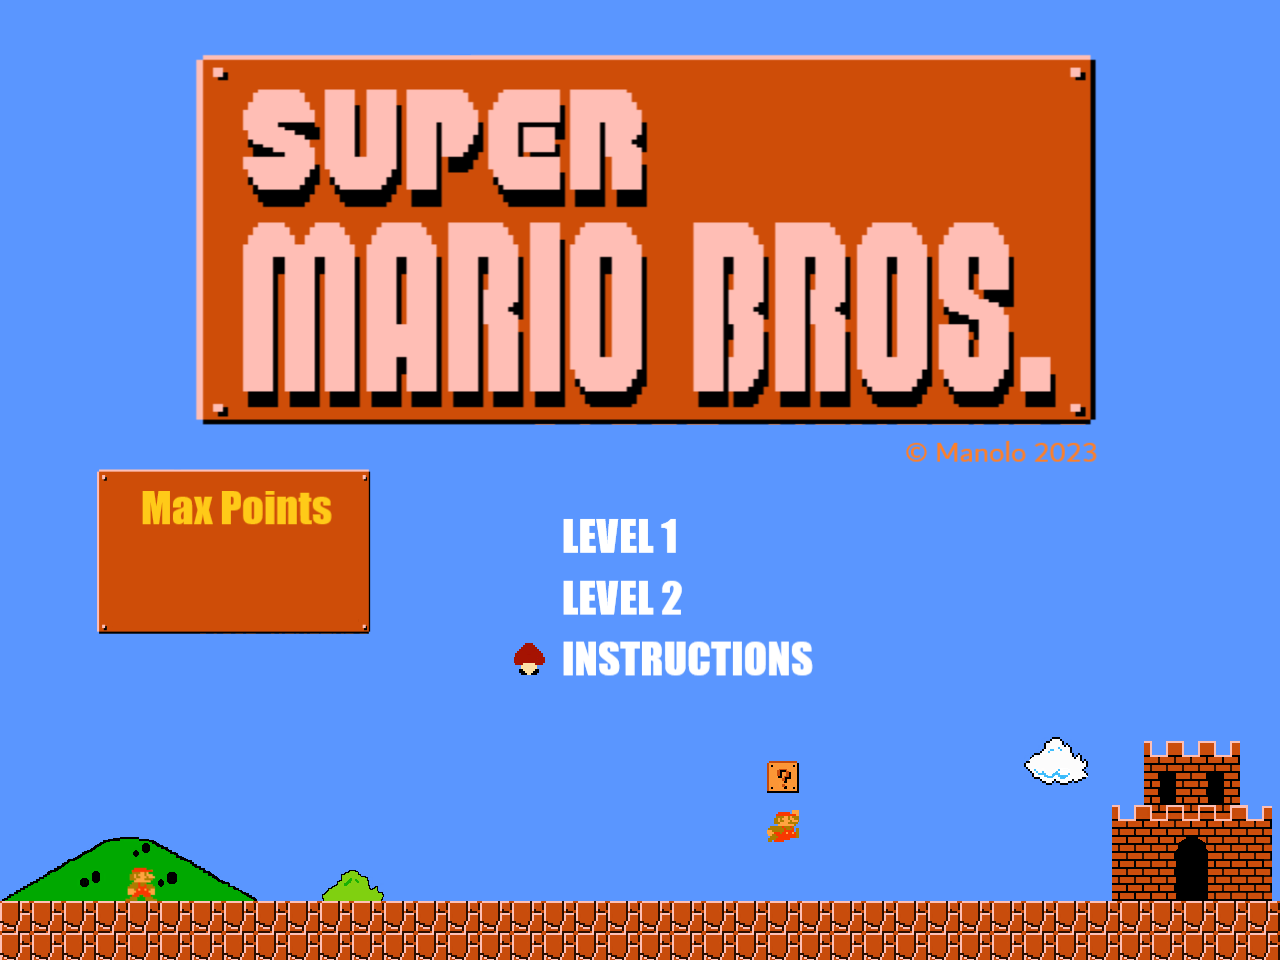 SUPER
MARIO BROS.
© Manolo 2023
Max Points
LEVEL 1
LEVEL 2
INSTRUCTIONS
?